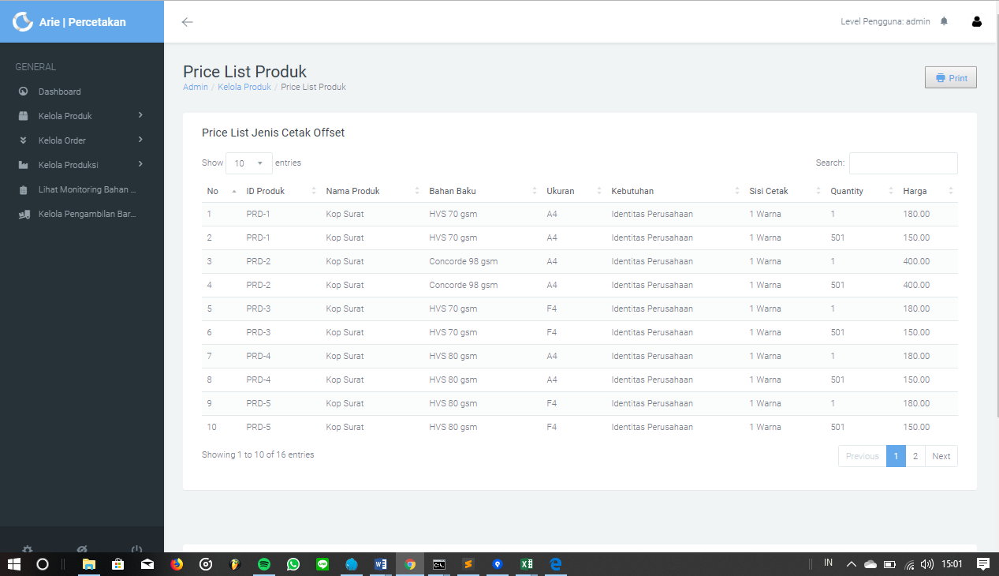 Arie | Percetakan
Level Pengguna: admin
GENERAL
Dashboard
Kelola Produk
Kelola Order
Kelola Produksi
Lihat Monitoring Bahan ...
Kelola Pengambilan Bar...
Price List Produk
Admin / Kelola Produk / Price List Produk
Print
Price List Jenis Cetak Offset
Show 10 entries Search:
No ID Produk Nama Produk Bahan Baku Ukuran Kebutuhan Sisi Cetak Quantity Harga
1 PRD-1 Kop Surat HVS 70 gsm A4 Identitas Perusahaan 1 Warna 1 180.00
2 PRD-1 Kop Surat HVS 70 gsm A4 Identitas Perusahaan 1 Warna 501 150.00
3 PRD-2 Kop Surat Concorde 98 gsm A4 Identitas Perusahaan 1 Warna 1 400.00
4 PRD-2 Kop Surat Concorde 98 gsm A4 Identitas Perusahaan 1 Warna 501 400.00
5 PRD-3 Kop Surat HVS 70 gsm F4 Identitas Perusahaan 1 Warna 1 180.00
6 PRD-3 Kop Surat HVS 70 gsm F4 Identitas Perusahaan 1 Warna 501 150.00
7 PRD-4 Kop Surat HVS 80 gsm A4 Identitas Perusahaan 1 Warna 1 180.00
8 PRD-4 Kop Surat HVS 80 gsm A4 Identitas Perusahaan 1 Warna 501 150.00
9 PRD-5 Kop Surat HVS 80 gsm F4 Identitas Perusahaan 1 Warna 1 180.00
10 PRD-5 Kop Surat HVS 80 gsm F4 Identitas Perusahaan 1 Warna 501 150.00
Showing 1 to 10 of 16 entries
Previous 1 2 Next
IN 15:01